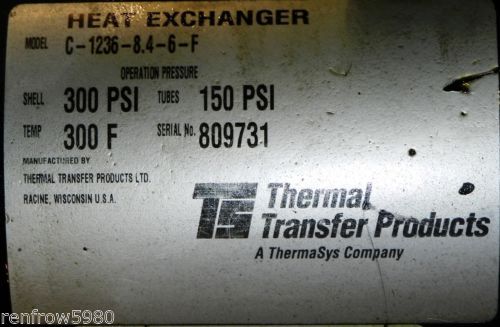 HEAT EXCHANGER
MODEL C-1236-8.4-6-F
OPERATION PRESSURE
SHELL 300 PSI TUBES 150 PSI
TEMP 300 F SERIAL No. 809731
MANUFACTURED BY
THERMAL TRANSFER PRODUCTS LTD.
RACINE, WISCONSIN U.S.A.
TTS Thermal
Transfer Products
A ThermaSys Company
renfrow5980